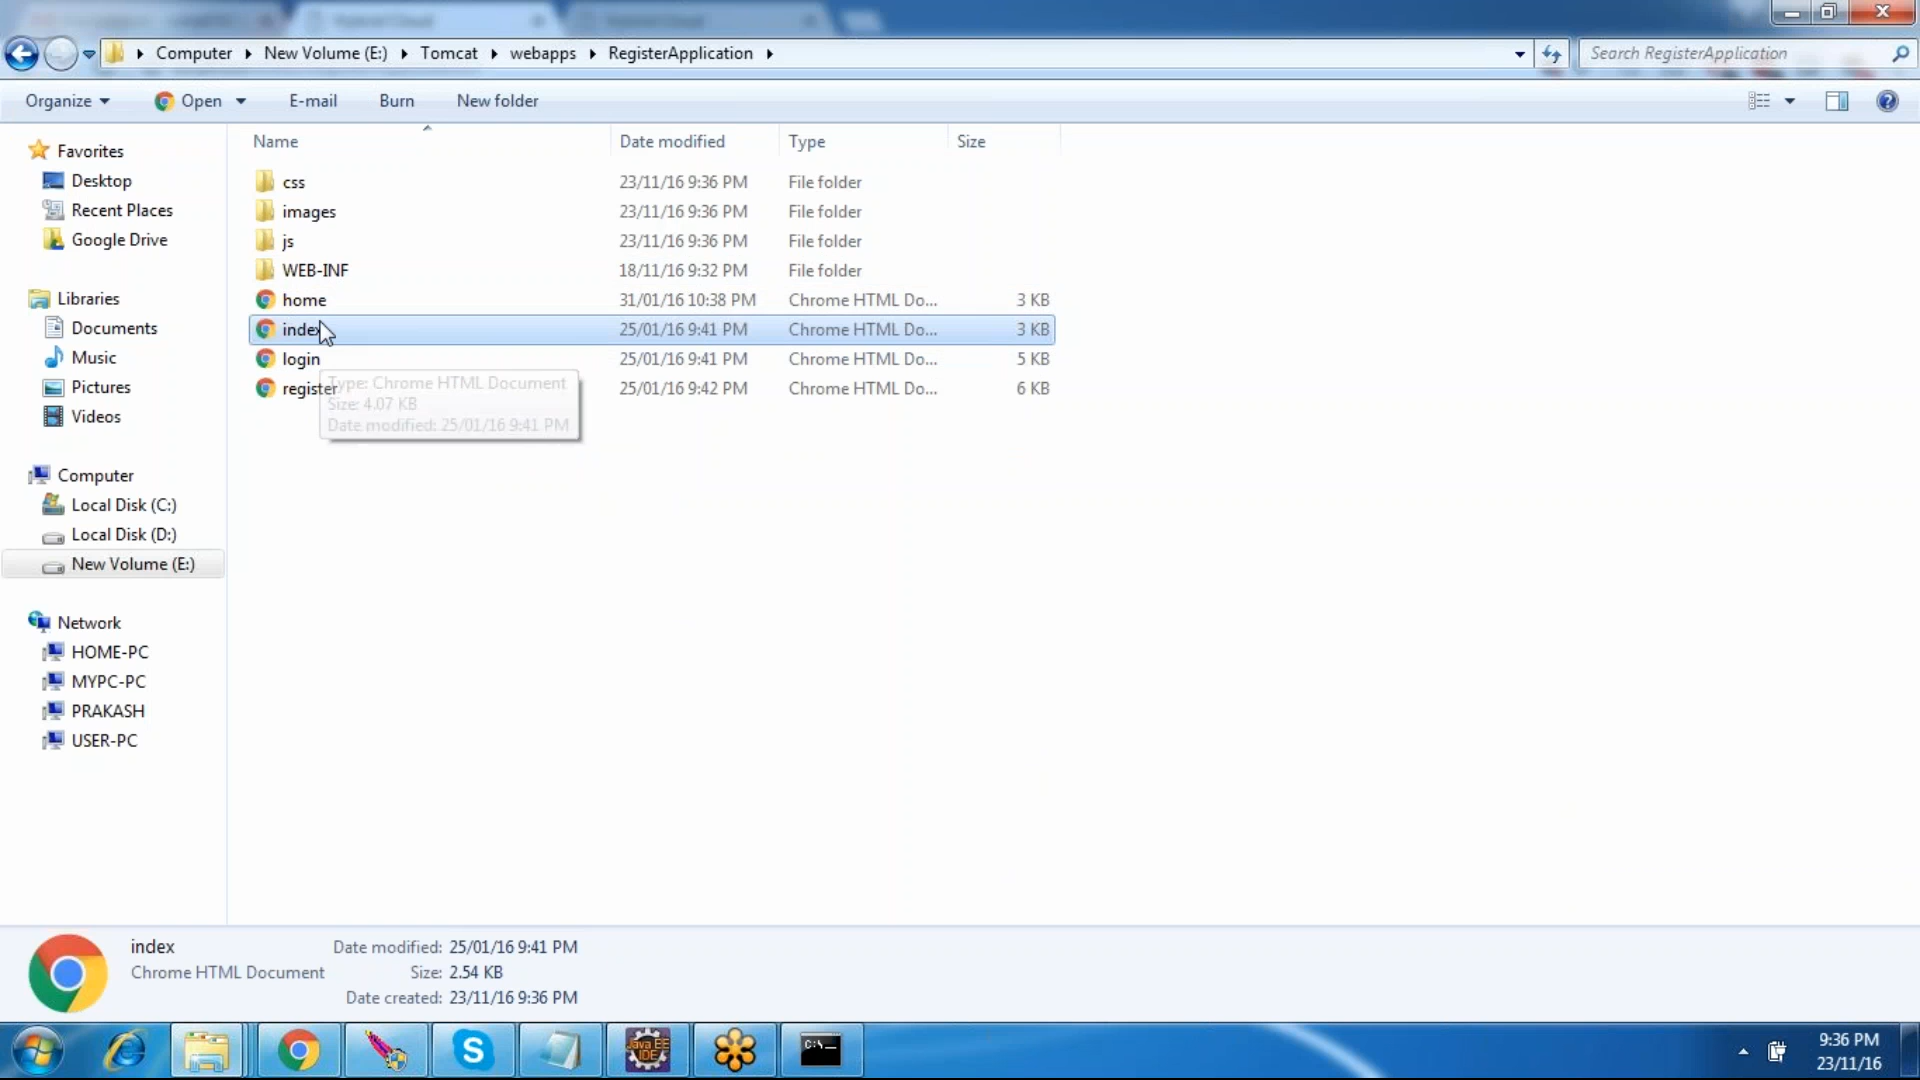 Computer New Volume (E:) Tomcat webapps RegisterApplication
Search RegisterApplication
Organize Open E-mail Burn New folder
Name Date modified Type Size
Favorites
Desktop
Recent Places
Google Drive
Libraries
Documents
Music
Pictures
Videos
Computer
Local Disk (C:)
Local Disk (D:)
New Volume (E:)
Network
HOME-PC
MYPC-PC
PRAKASH
USER-PC
css 23/11/16 9:36 PM File folder
images 23/11/16 9:36 PM File folder
js 23/11/16 9:36 PM File folder
WEB-INF 18/11/16 9:32 PM File folder
home 31/01/16 10:38 PM Chrome HTML Do... 3 KB
index 25/01/16 9:41 PM Chrome HTML Do... 3 KB
login 25/01/16 9:41 PM Chrome HTML Do... 5 KB
register 25/01/16 9:42 PM Chrome HTML Do... 6 KB
Type: Chrome HTML Document
Size: 4.07 KB
Date modified: 25/01/16 9:41 PM
index Date modified: 25/01/16 9:41 PM
Chrome HTML Document Size: 2.54 KB
Date created: 23/11/16 9:36 PM
Java EE
IDE
C:\_
9:36 PM
23/11/16